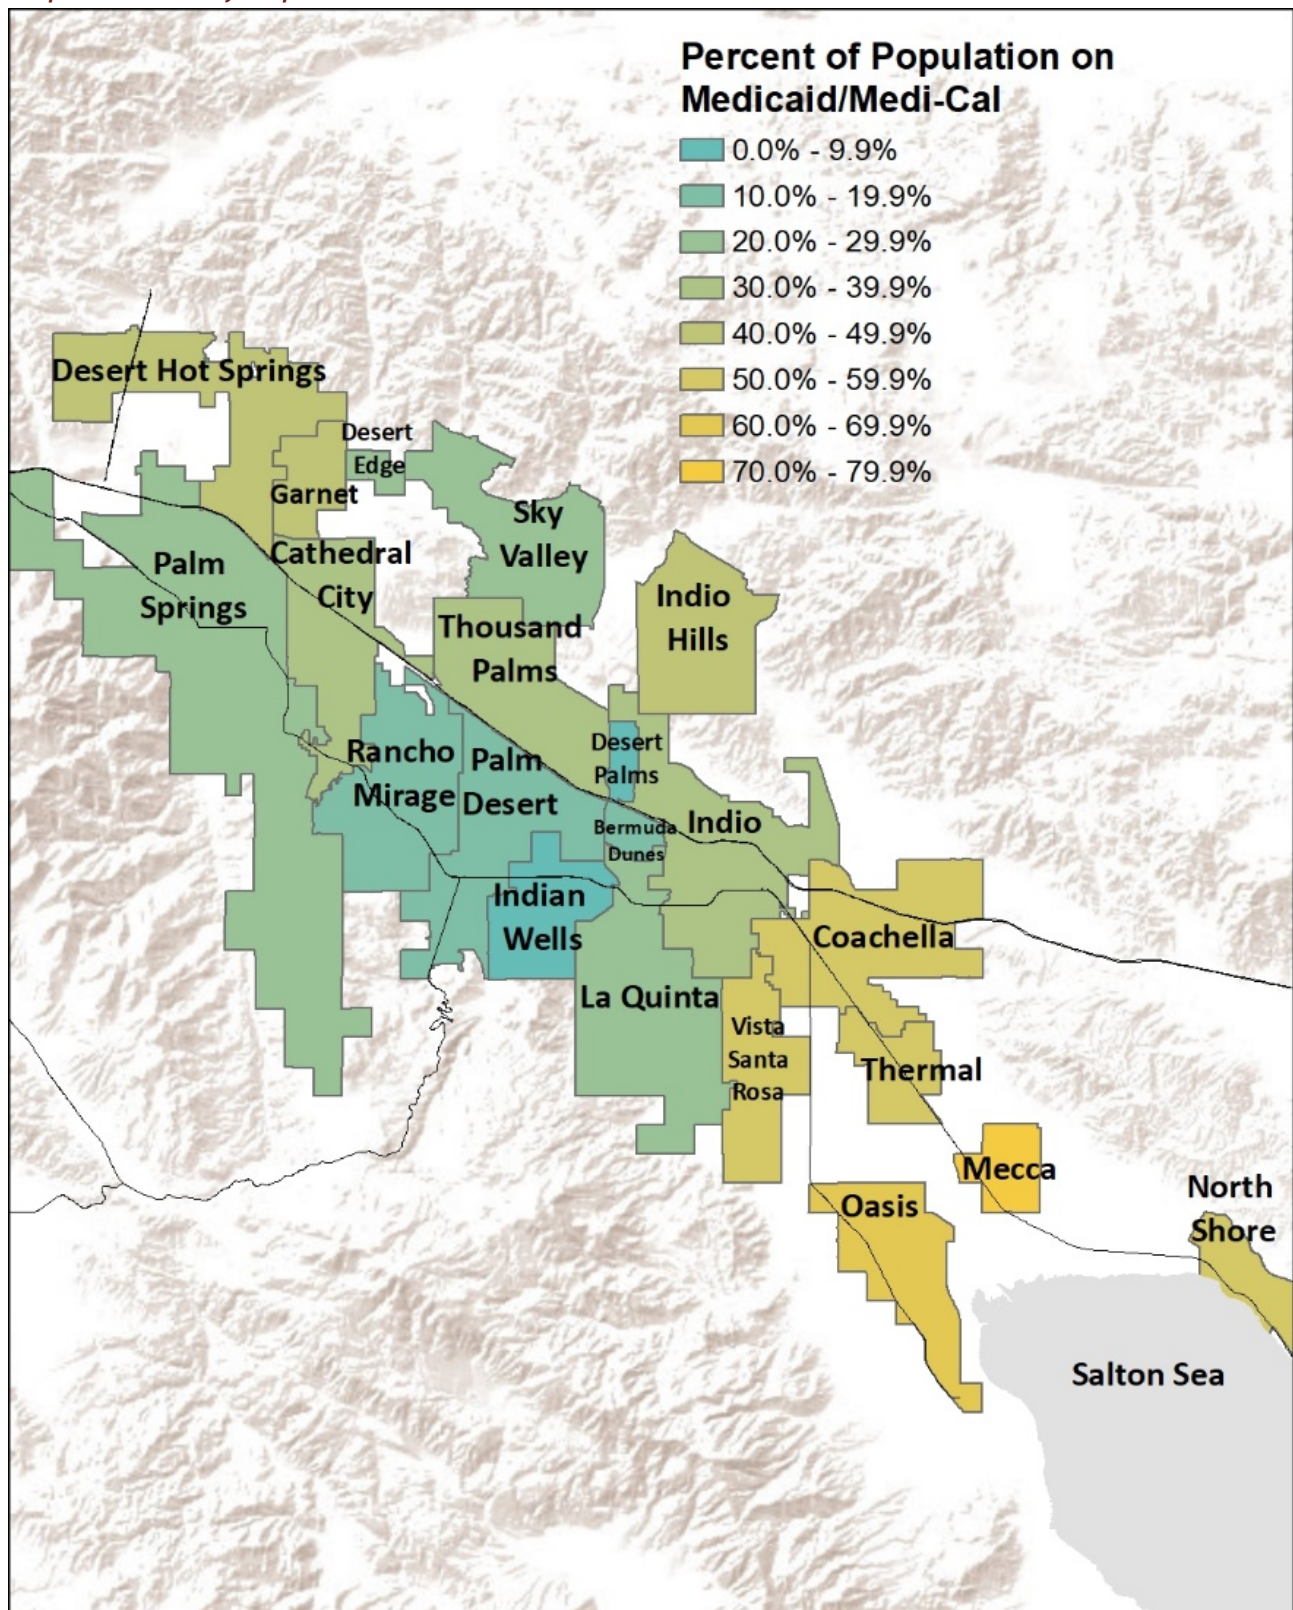 Percent of Population on
Medicaid/Medi-Cal
0.0% - 9.9%
10.0% - 19.9%
20.0% - 29.9%
30.0% - 39.9%
40.0% - 49.9%
50.0% - 59.9%
60.0% - 69.9%
70.0% - 79.9%
Desert Hot Springs
Desert
Edge
Garnet
Sky
Valley
Cathedral
City
Palm
Springs
Thousand
Palms
Indio
Hills
Rancho
Mirage
Palm
Desert
Desert
Palms
Bermuda
Dunes
Indio
Indian
Wells
Coachella
La Quinta
Vista
Santa
Rosa
Thermal
Mecca
Oasis
North
Shore
Salton Sea